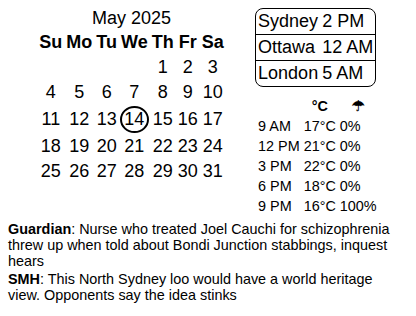 May 2025
Su Mo Tu We Th Fr Sa
1 2 3
4 5 6 7 8 9 10
11 12 13 14 15 16 17
18 19 20 21 22 23 24
25 26 27 28 29 30 31
Sydney 2 PM
Ottawa 12 AM
London 5 AM
°C ☂
9 AM 17°C 0%
12 PM 21°C 0%
3 PM 22°C 0%
6 PM 18°C 0%
9 PM 16°C 100%
Guardian: Nurse who treated Joel Cauchi for schizophrenia
threw up when told about Bondi Junction stabbings, inquest
hears
SMH: This North Sydney loo would have a world heritage
view. Opponents say the idea stinks